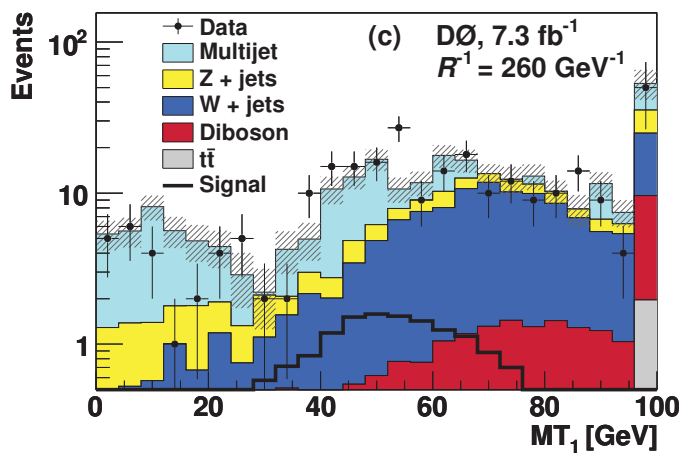 Events
10²
10
1
Data
Multijet
Z + jets
W + jets
Diboson
tt̄
Signal
(c) DØ, 7.3 fb⁻¹
R⁻¹ = 260 GeV⁻¹
0 20 40 60 80 100
MT₁ [GeV]